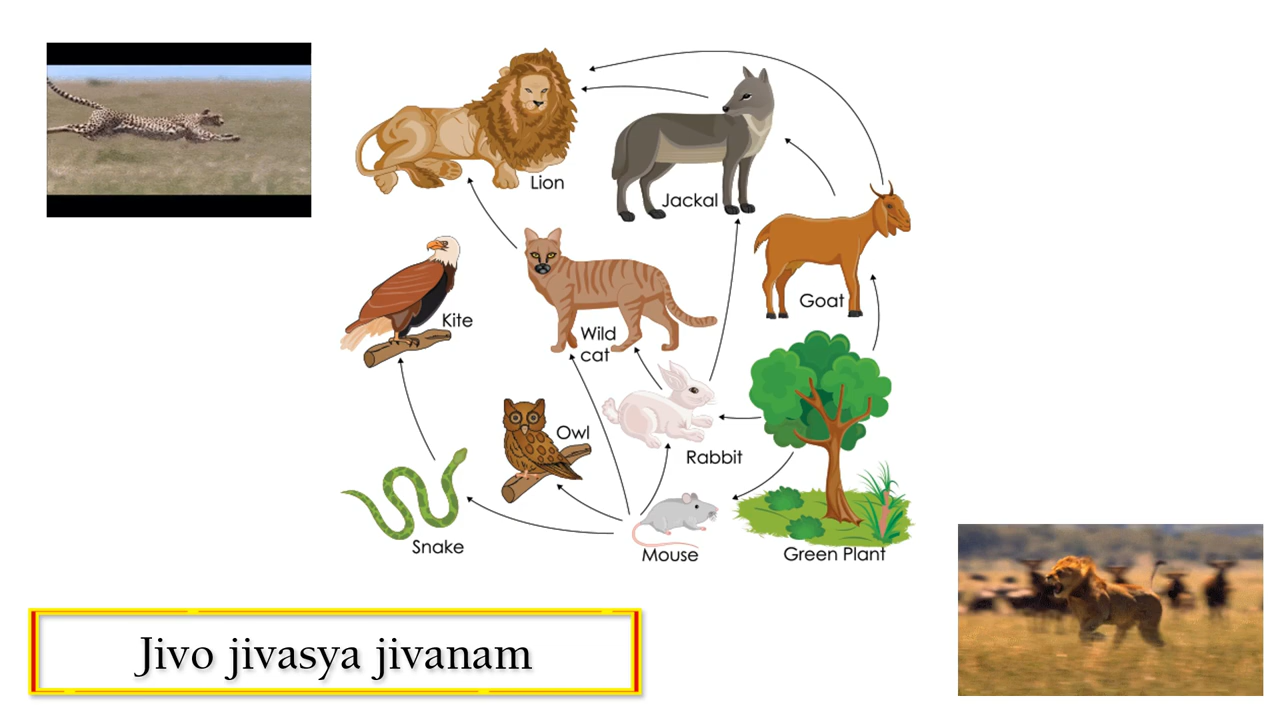 Lion
Jackal
Goat
Kite
Wild
cat
Owl
Rabbit
Snake
Mouse
Green Plant
Jivo jivasya jivanam